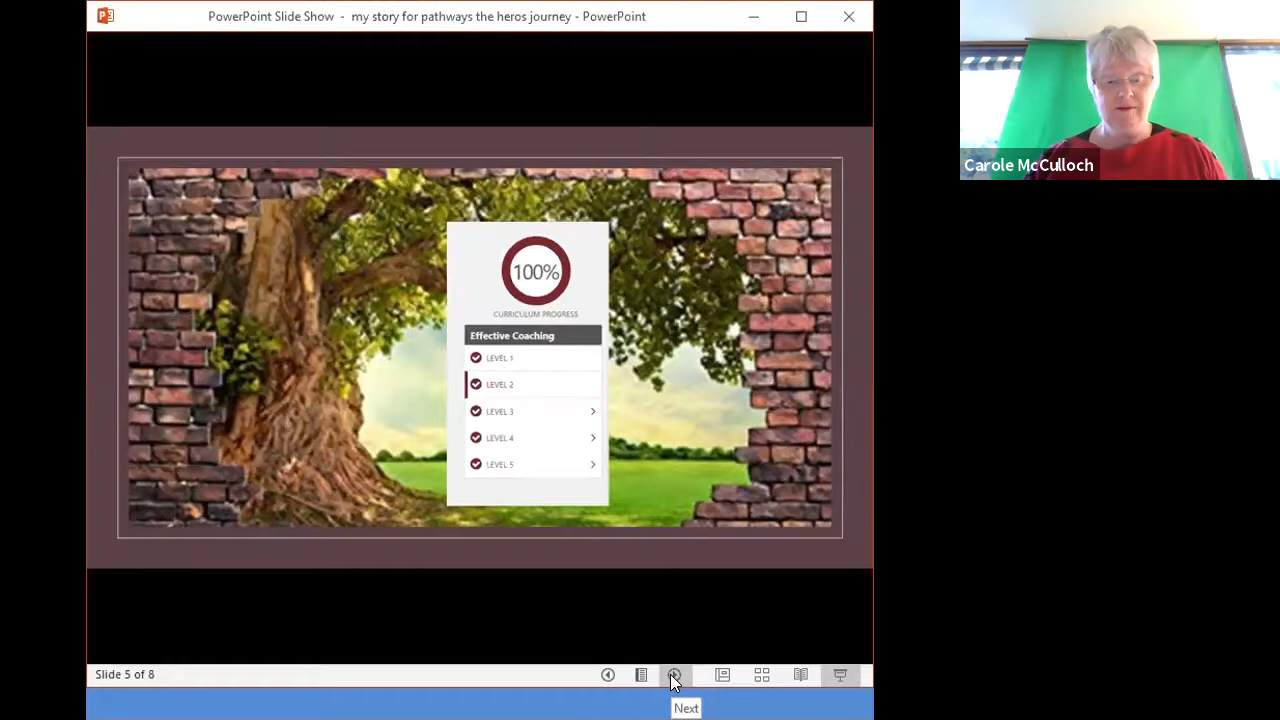 PowerPoint Slide Show - my story for pathways the heros journey - PowerPoint
Carole McCulloch
100%
CURRICULUM PROGRESS
Effective Coaching
LEVEL 1
LEVEL 2
LEVEL 3
LEVEL 4
LEVEL 5
Slide 5 of 8
Next